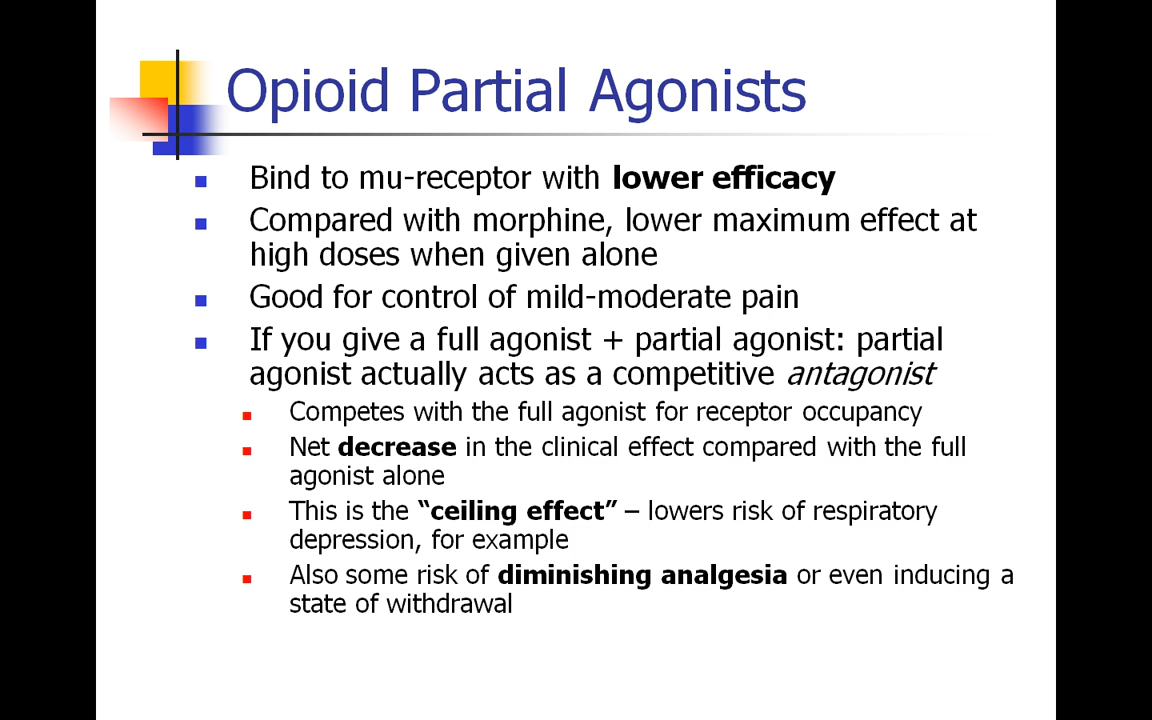 Opioid Partial Agonists
Bind to mu-receptor with lower efficacy
Compared with morphine, lower maximum effect at
high doses when given alone
Good for control of mild-moderate pain
If you give a full agonist + partial agonist: partial
agonist actually acts as a competitive antagonist
Competes with the full agonist for receptor occupancy
Net decrease in the clinical effect compared with the full
agonist alone
This is the “ceiling effect” – lowers risk of respiratory
depression, for example
Also some risk of diminishing analgesia or even inducing a
state of withdrawal